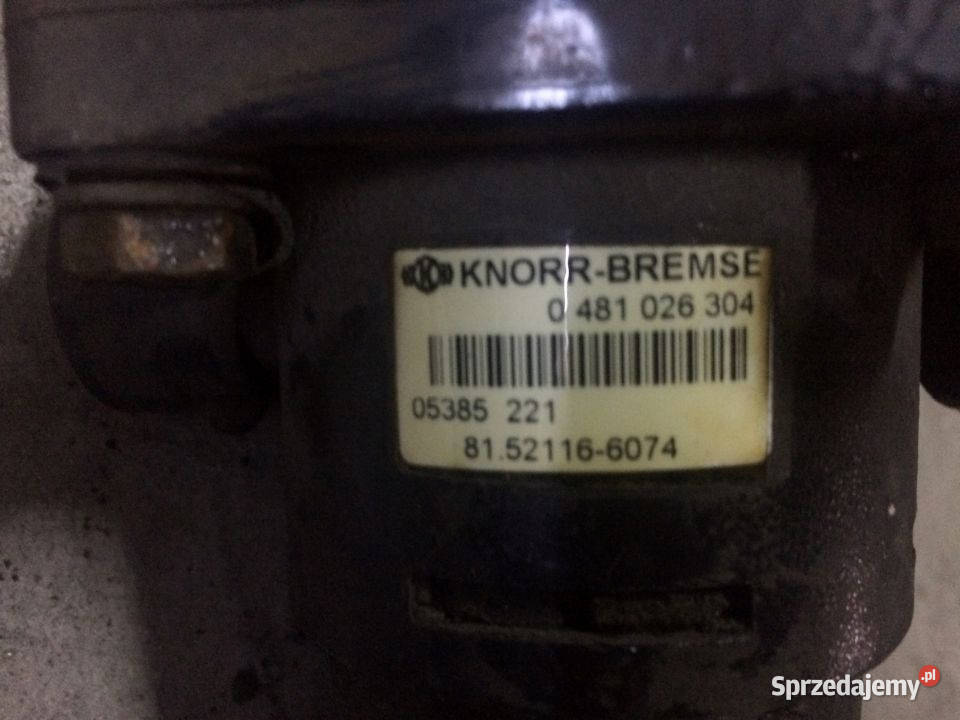 KNORR-BREMSE
0 481 026 304
05385 221
81.52116-6074
Sprzedajemy.pl